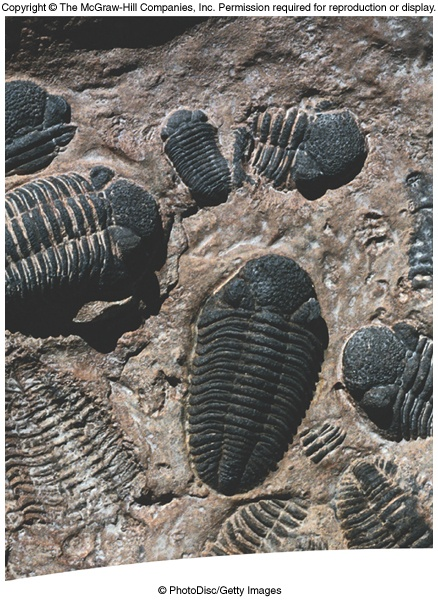 Copyright © The McGraw-Hill Companies, Inc. Permission required for reproduction or display.
© PhotoDisc/Getty Images